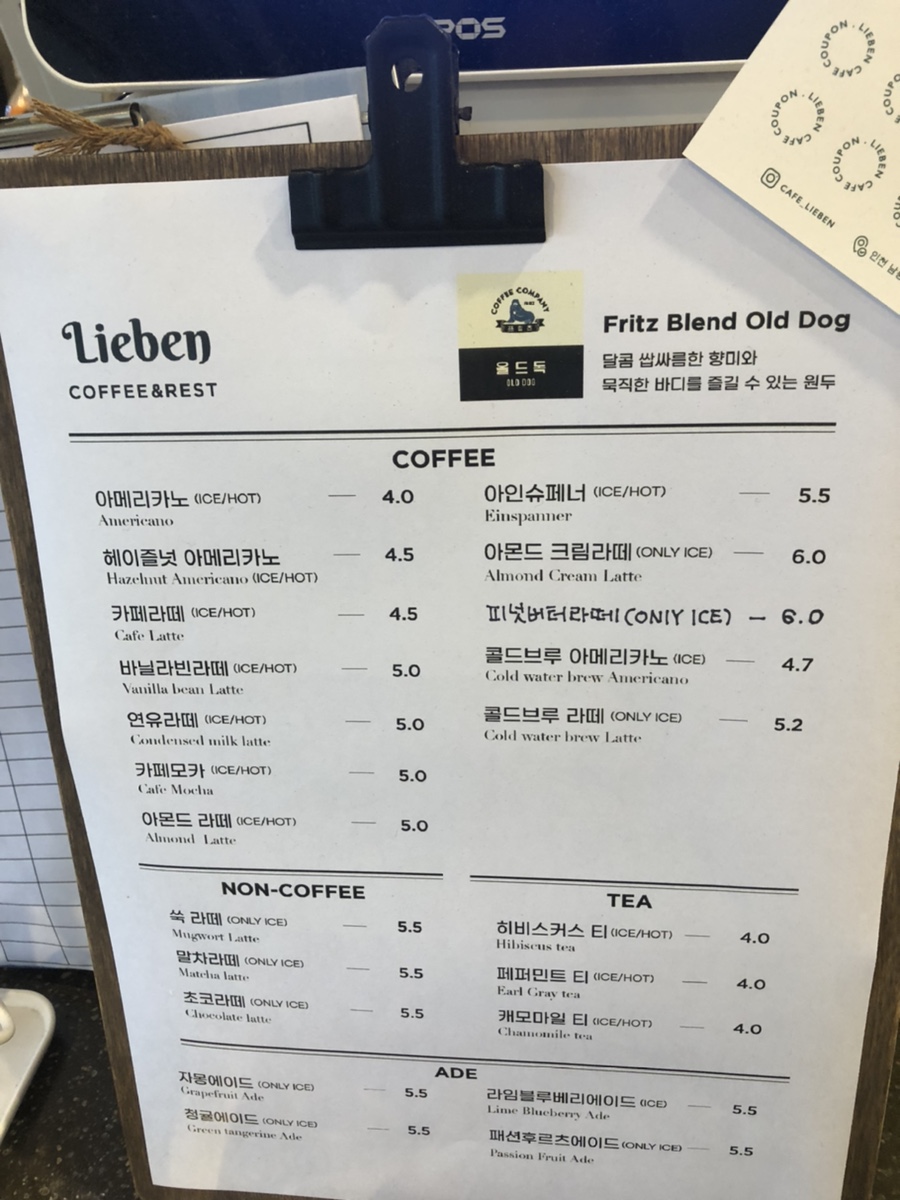 POS
CAFE COUPON . LIEBEN
CAFE COUPON . LIEBEN
CAFE COUPON . LIEBEN
CAFE_LIEBEN
인천
Lieben
COFFEE&REST
COFFEE COMPANY
올드독
OLD DOG
Fritz Blend Old Dog
달콤 쌉싸름한 향미와
묵직한 바디를 즐길 수 있는 원두
COFFEE
아메리카노 (ICE/HOT) — 4.0
Americano
헤이즐넛 아메리카노 — 4.5
Hazelnut Americano (ICE/HOT)
카페라떼 (ICE/HOT) — 4.5
Cafe Latte
바닐라빈라떼 (ICE/HOT) — 5.0
Vanilla bean Latte
연유라떼 (ICE/HOT) — 5.0
Condensed milk latte
카페모카 (ICE/HOT) — 5.0
Cafe Mocha
아몬드 라떼 (ICE/HOT) — 5.0
Almond Latte
아인슈페너 (ICE/HOT) — 5.5
Einspanner
아몬드 크림라떼 (ONLY ICE) — 6.0
Almond Cream Latte
피넛버터라떼 (ONlY ICE) — 6.0
콜드브루 아메리카노 (ICE) — 4.7
Cold water brew Americano
콜드브루 라떼 (ONLY ICE) — 5.2
Cold water brew Latte
NON-COFFEE
쑥 라떼 (ONLY ICE) — 5.5
Mugwort Latte
말차라떼 (ONLY ICE) — 5.5
Matcha latte
초코라떼 (ONLY ICE) — 5.5
Chocolate latte
TEA
히비스커스 티 (ICE/HOT) — 4.0
Hibiscus tea
페퍼민트 티 (ICE/HOT) — 4.0
Earl Gray tea
캐모마일 티 (ICE/HOT) — 4.0
Chamomile tea
ADE
자몽에이드 (ONLY ICE) — 5.5
Grapefruit Ade
청귤에이드 (ONLY ICE) — 5.5
Green tangerine Ade
라임블루베리에이드 (ICE) — 5.5
Lime Blueberry Ade
패션후르츠에이드 (ONLY ICE) — 5.5
Passion Fruit Ade